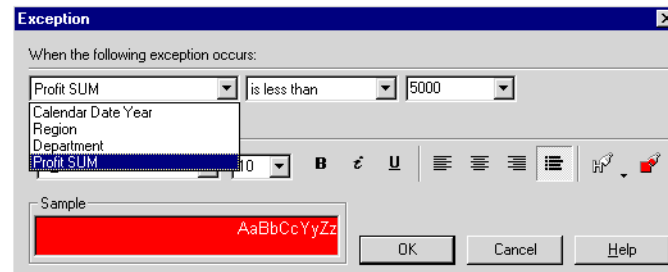 Exception
When the following exception occurs:
Profit SUM is less than 5000
Calendar Date Year
Region
Department
Profit SUM
10 B i U
Sample
AaBbCcYyZz
OK Cancel Help